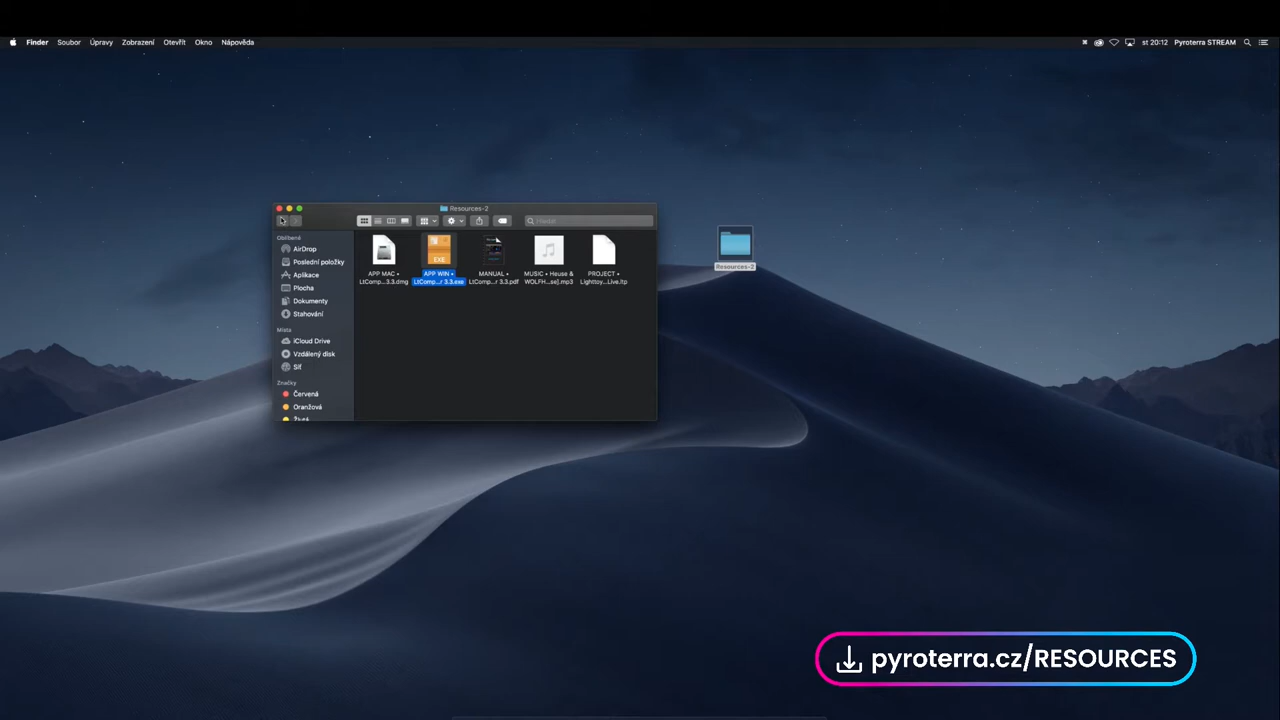 Finder Soubor Úpravy Zobrazení Otevřít Okno Nápověda st 20:12 Pyroterra STREAM
Resources-2
Hledat
Oblíbené
AirDrop
Poslední položky
Aplikace
Plocha
Dokumenty
Stahování
Místa
iCloud Drive
Vzdálený disk
Síť
Značky
Červená
Oranžová
Žlutá
APP MAC •
LtComp...3.3.dmg
EXE
APP WIN •
LtComp...r 3.3.exe
MANUAL •
LtComp...r 3.3.pdf
MUSIC • Heuse &
WOLFH...se].mp3
PROJECT •
Lighttoy...Live.ltp
Resources-2
pyroterra.cz/RESOURCES